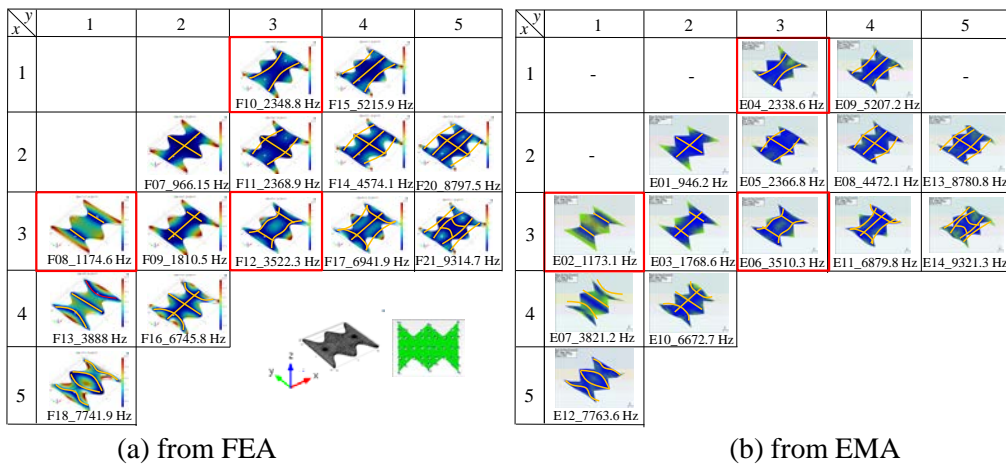 y
x
1 2 3 4 5
1
F10_2348.8 Hz F15_5215.9 Hz
2
F07_966.15 Hz F11_2368.9 Hz F14_4574.1 Hz F20_8797.5 Hz
3
F08_1174.6 Hz F09_1810.5 Hz F12_3522.3 Hz F17_6941.9 Hz F21_9314.7 Hz
4
F13_3888 Hz F16_6745.8 Hz
z
y x
5
F18_7741.9 Hz
(a) from FEA
y
x
1 2 3 4 5
1 - - -
E04_2338.6 Hz E09_5207.2 Hz
2 -
E01_946.2 Hz E05_2366.8 Hz E08_4472.1 Hz E13_8780.8 Hz
3
E02_1173.1 Hz E03_1768.6 Hz E06_3510.3 Hz E11_6879.8 Hz E14_9321.3 Hz
4
E07_3821.2 Hz E10_6672.7 Hz
5
E12_7763.6 Hz
(b) from EMA